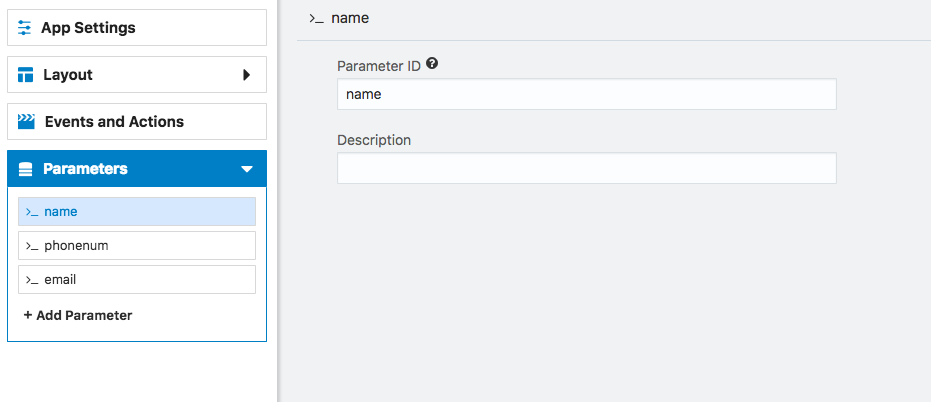 App Settings
Layout
Events and Actions
Parameters
>_ name
>_ phonenum
>_ email
+ Add Parameter
>_ name
Parameter ID ?
name
Description